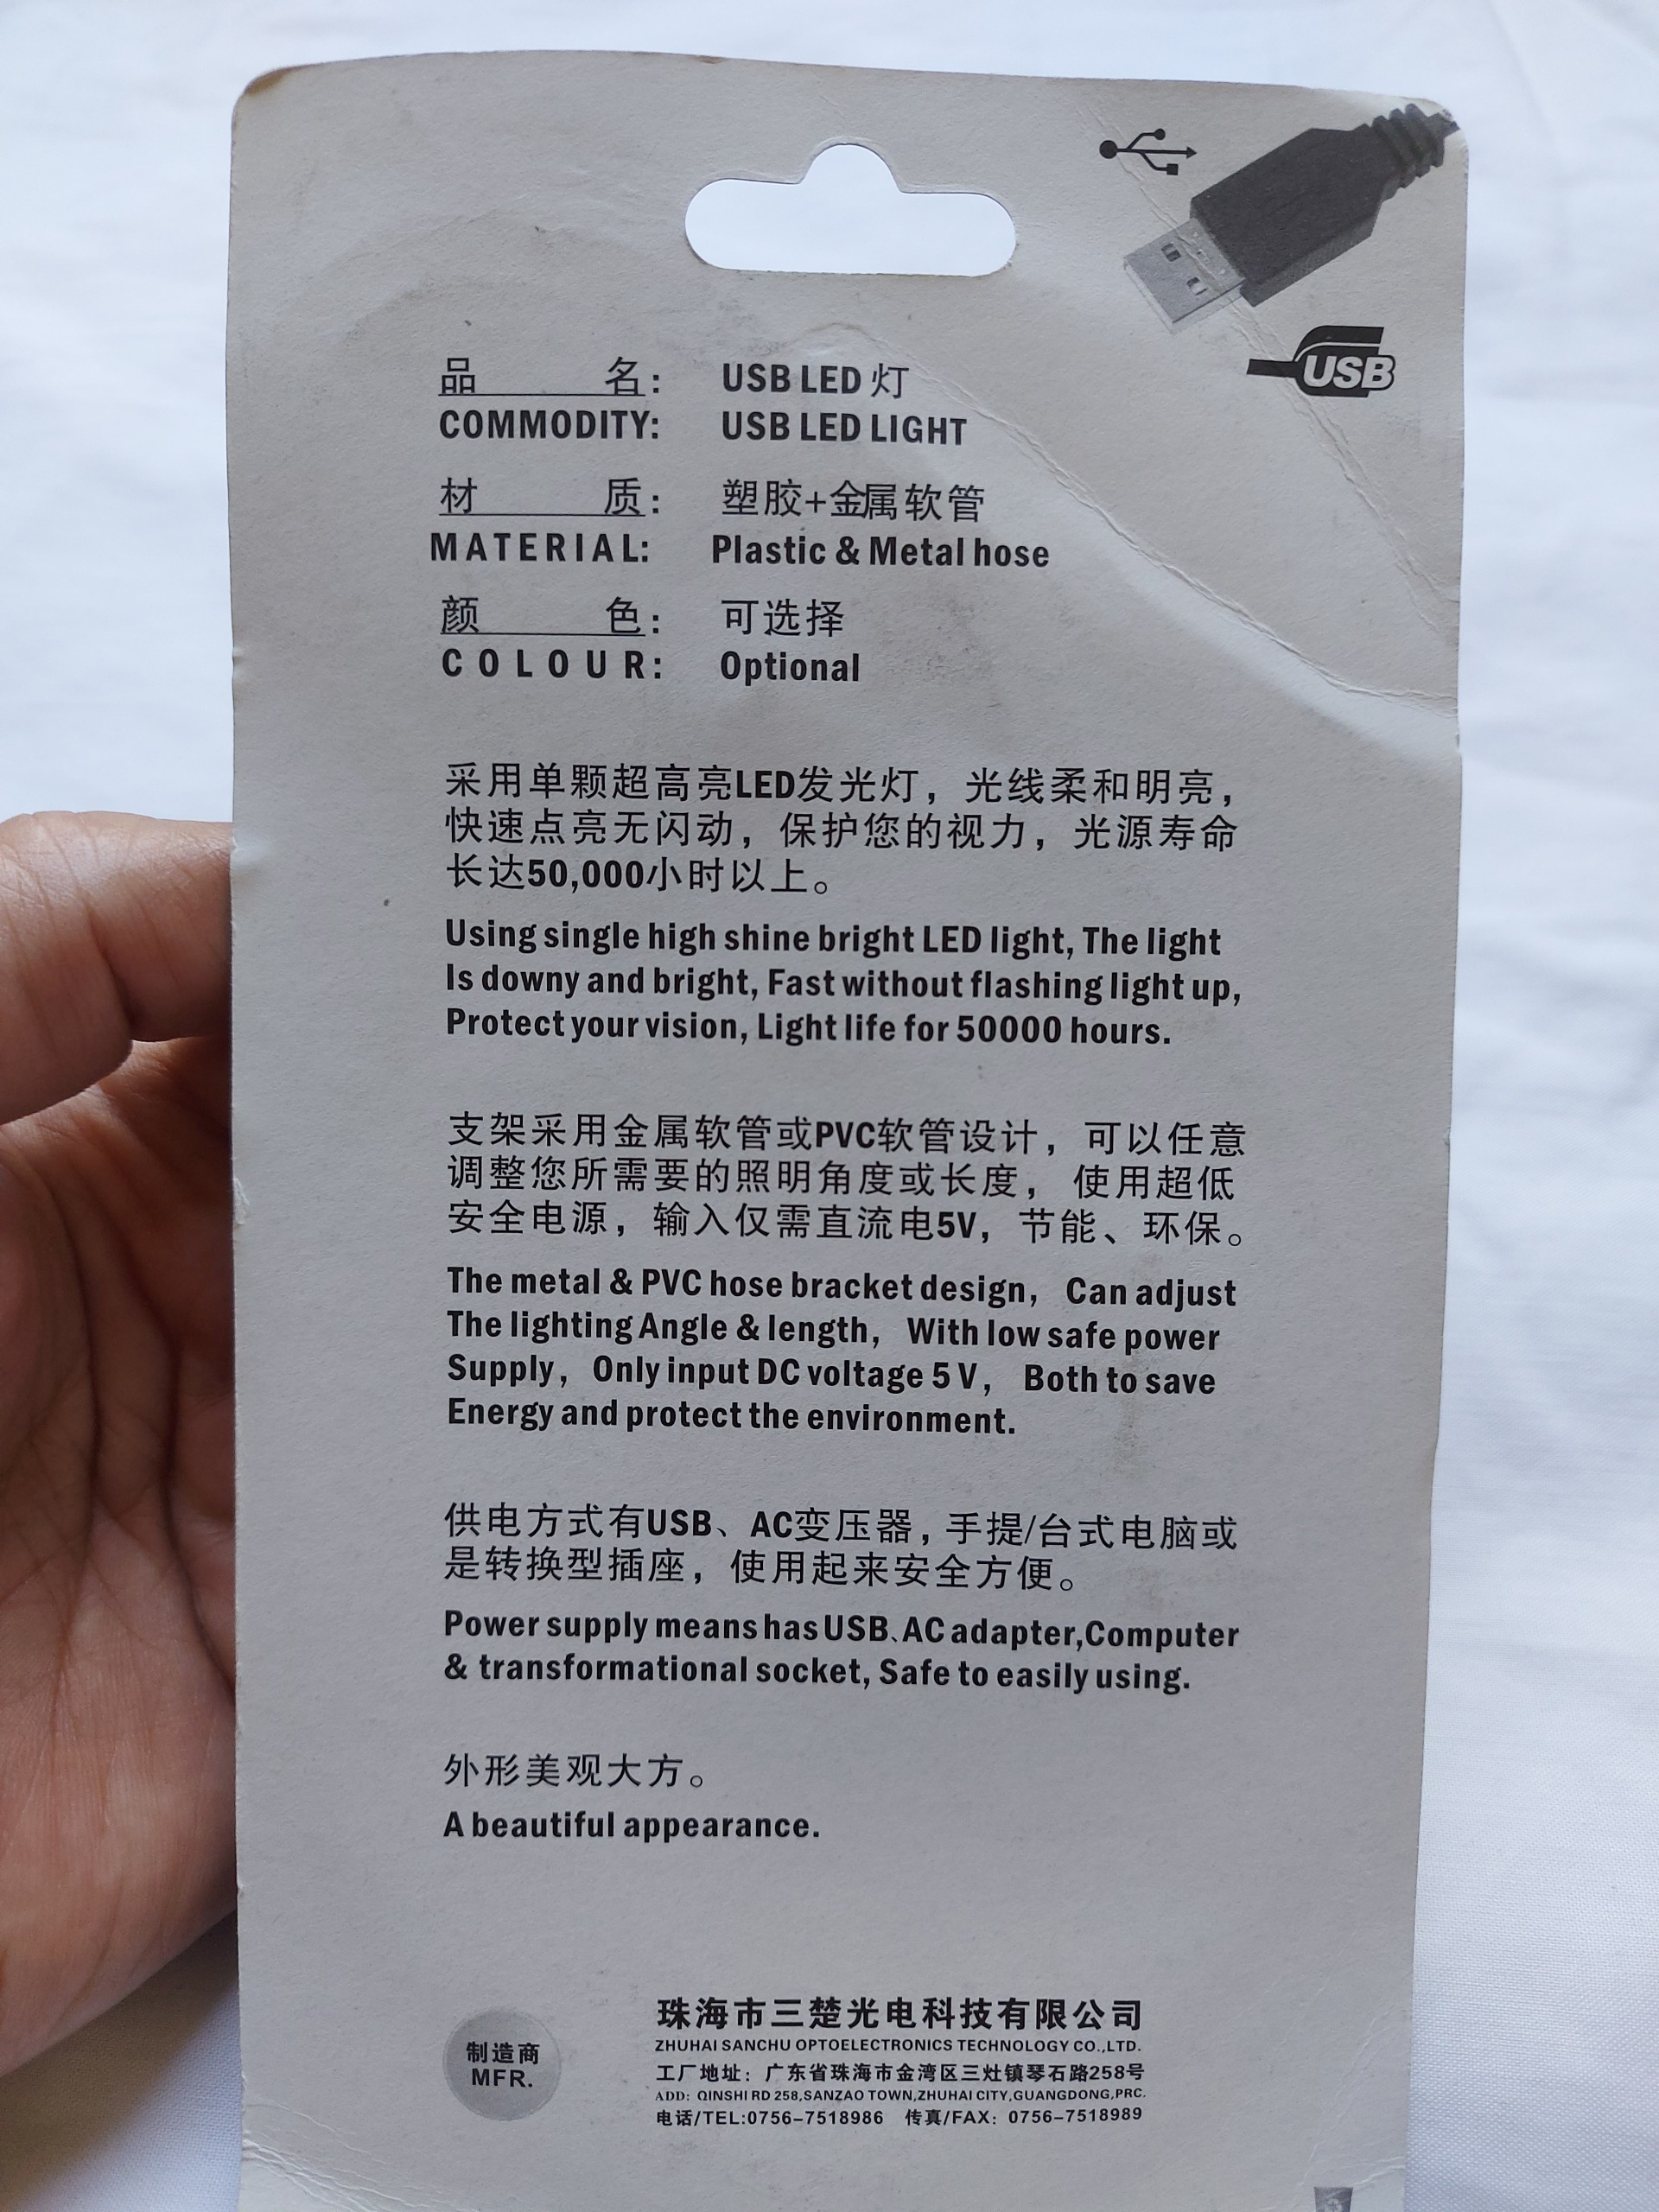 USB
品 名： USB LED 灯
COMMODITY: USB LED LIGHT
材 质： 塑胶+金属软管
MATERIAL: Plastic & Metal hose
颜 色： 可选择
COLOUR: Optional
采用单颗超高亮LED发光灯，光线柔和明亮，
快速点亮无闪动，保护您的视力，光源寿命
长达50,000小时以上。
Using single high shine bright LED light, The light
Is downy and bright, Fast without flashing light up,
Protect your vision, Light life for 50000 hours.
支架采用金属软管或PVC软管设计，可以任意
调整您所需要的照明角度或长度，使用超低
安全电源，输入仅需直流电5V，节能、环保。
The metal & PVC hose bracket design, Can adjust
The lighting Angle & length, With low safe power
Supply, Only input DC voltage 5 V, Both to save
Energy and protect the environment.
供电方式有USB、AC变压器，手提/台式电脑或
是转换型插座，使用起来安全方便。
Power supply means has USB、AC adapter,Computer
& transformational socket, Safe to easily using.
外形美观大方。
A beautiful appearance.
制造商
MFR.
珠海市三楚光电科技有限公司
ZHUHAI SANCHU OPTOELECTRONICS TECHNOLOGY CO.,LTD.
工厂地址：广东省珠海市金湾区三灶镇琴石路258号
ADD: QINSHI RD 258,SANZAO TOWN,ZHUHAI CITY,GUANGDONG,PRC.
电话/TEL:0756-7518986 传真/FAX: 0756-7518989